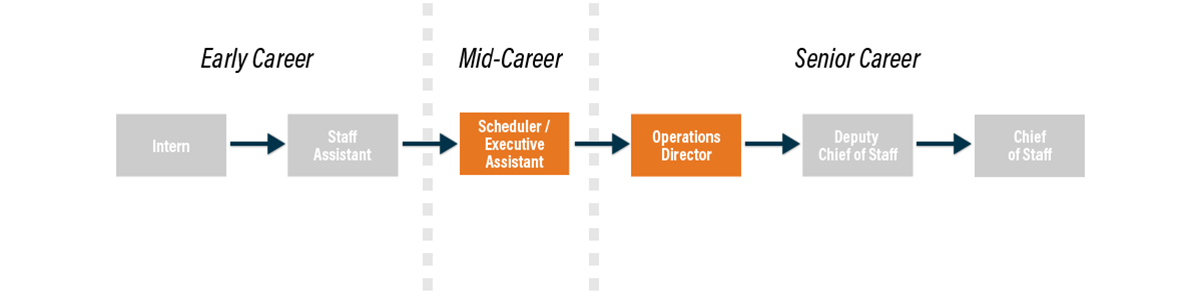 Early Career
Mid-Career
Senior Career
Intern
Staff
Assistant
Scheduler /
Executive
Assistant
Operations
Director
Deputy
Chief of Staff
Chief
of Staff